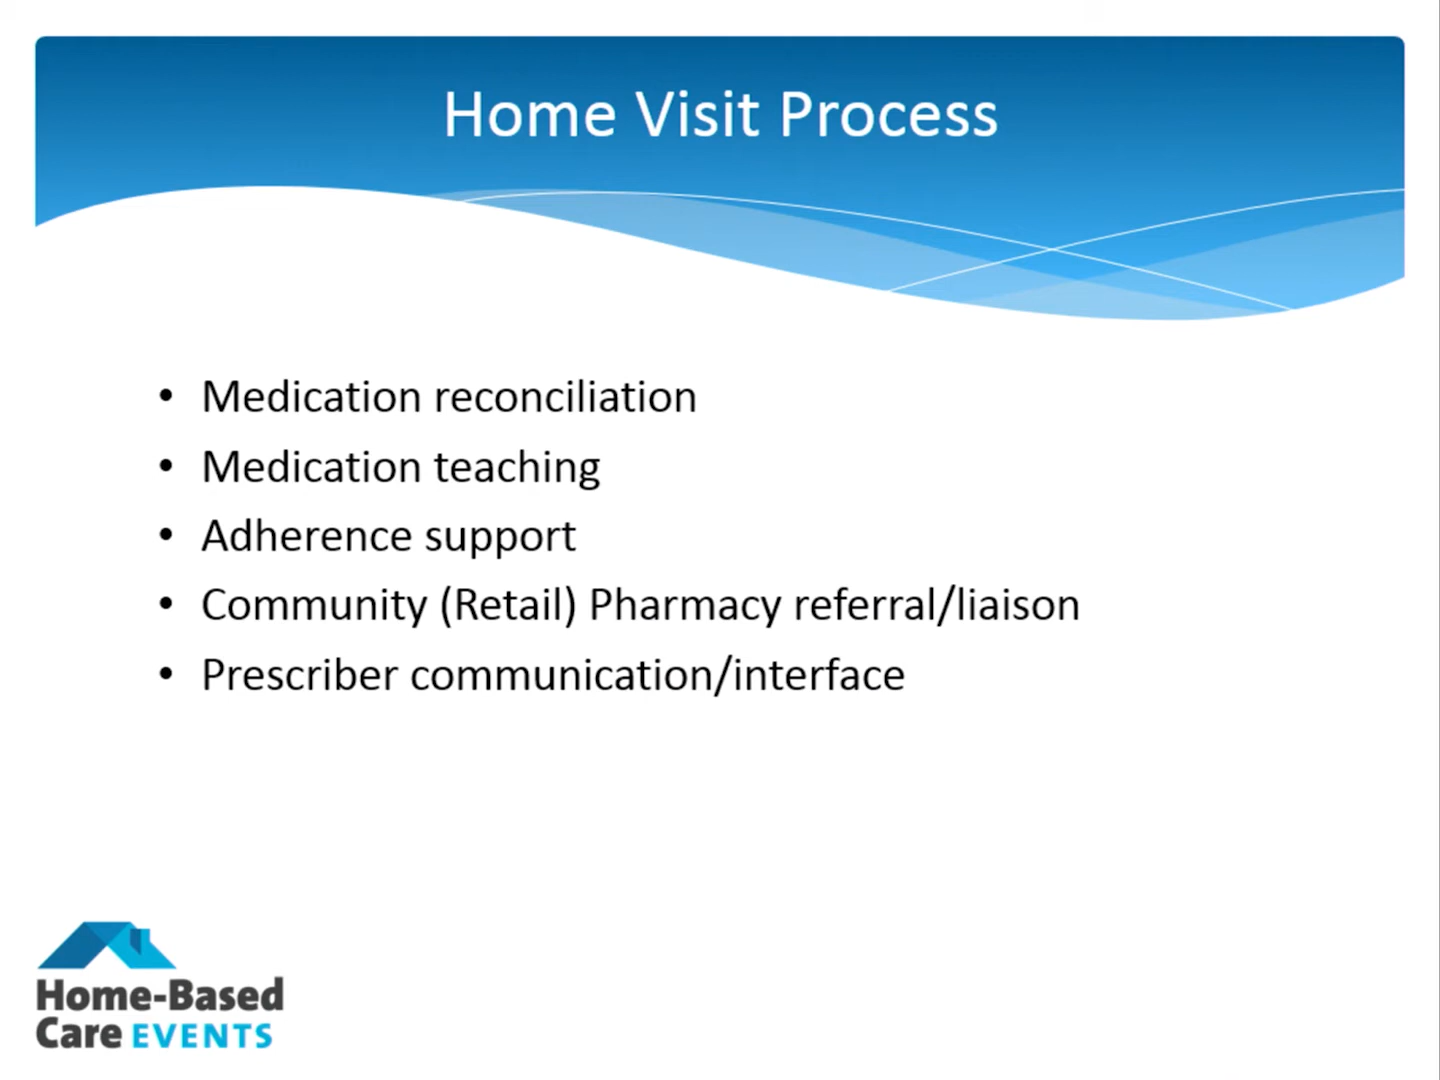 Home Visit Process
• Medication reconciliation
• Medication teaching
• Adherence support
• Community (Retail) Pharmacy referral/liaison
• Prescriber communication/interface
Home-Based
Care EVENTS